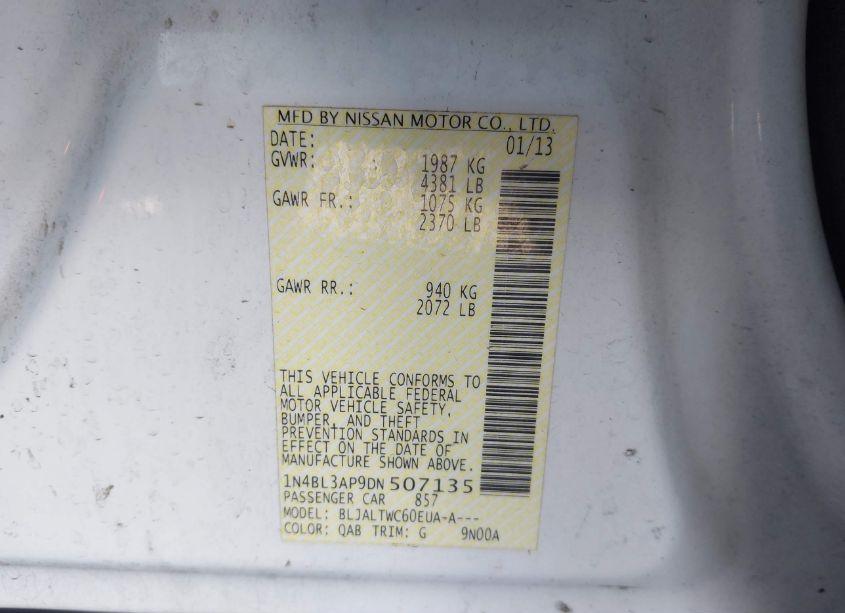 MFD BY NISSAN MOTOR CO., LTD.
DATE: 01/13
GVWR: 1987 KG
4381 LB
GAWR FR.: 1075 KG
2370 LB
GAWR RR.: 940 KG
2072 LB
THIS VEHICLE CONFORMS TO
ALL APPLICABLE FEDERAL
MOTOR VEHICLE SAFETY,
BUMPER, AND THEFT
PREVENTION STANDARDS IN
EFFECT ON THE DATE OF
MANUFACTURE SHOWN ABOVE.
1N4BL3AP9DN507135
PASSENGER CAR 857
MODEL: BLJALTWC60EUA-A---
COLOR: QAB TRIM: G 9N00A